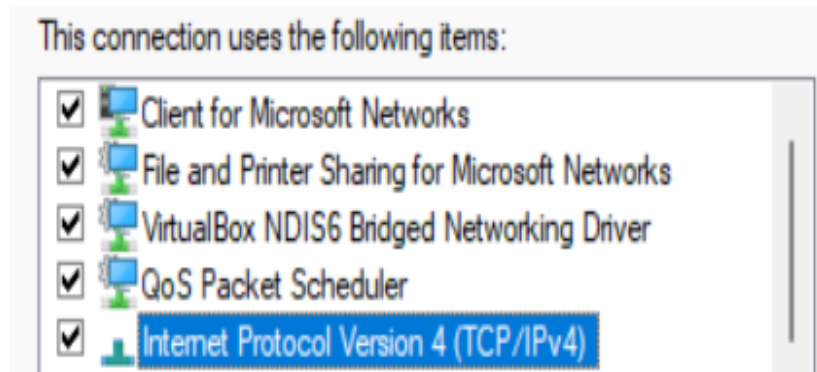 This connection uses the following items:
Client for Microsoft Networks
File and Printer Sharing for Microsoft Networks
VirtualBox NDIS6 Bridged Networking Driver
QoS Packet Scheduler
Internet Protocol Version 4 (TCP/IPv4)